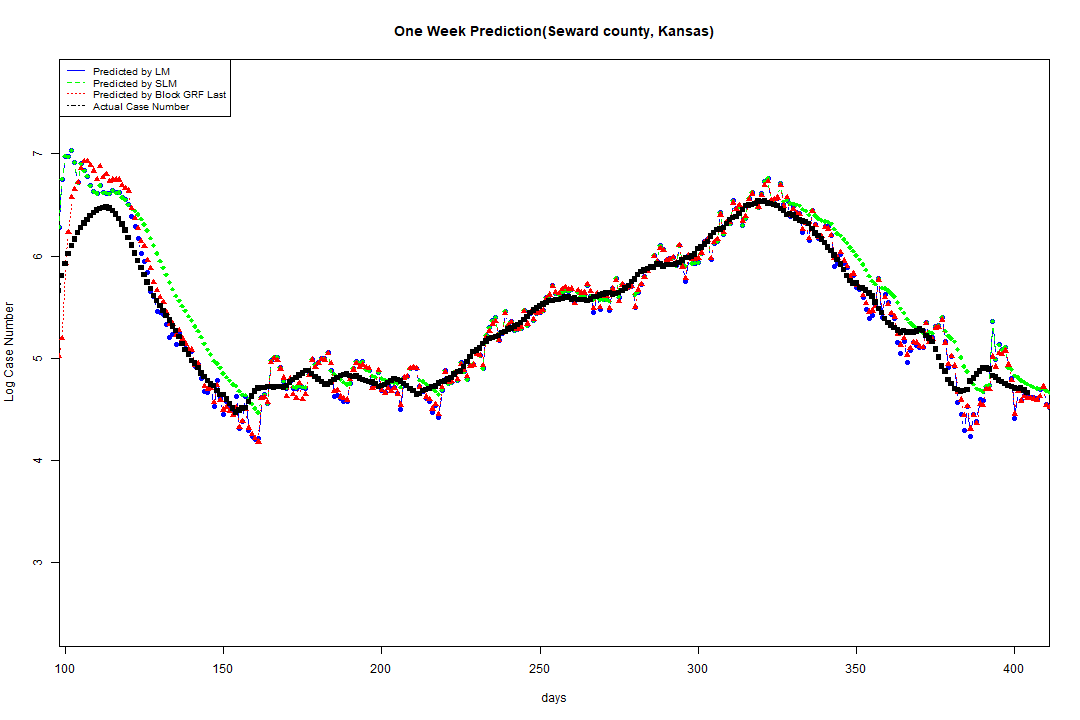 One Week Prediction(Seward county, Kansas)
Predicted by LM
Predicted by SLM
Predicted by Block GRF Last
Actual Case Number
7
6
5
4
3
Log Case Number
100 150 200 250 300 350 400
days